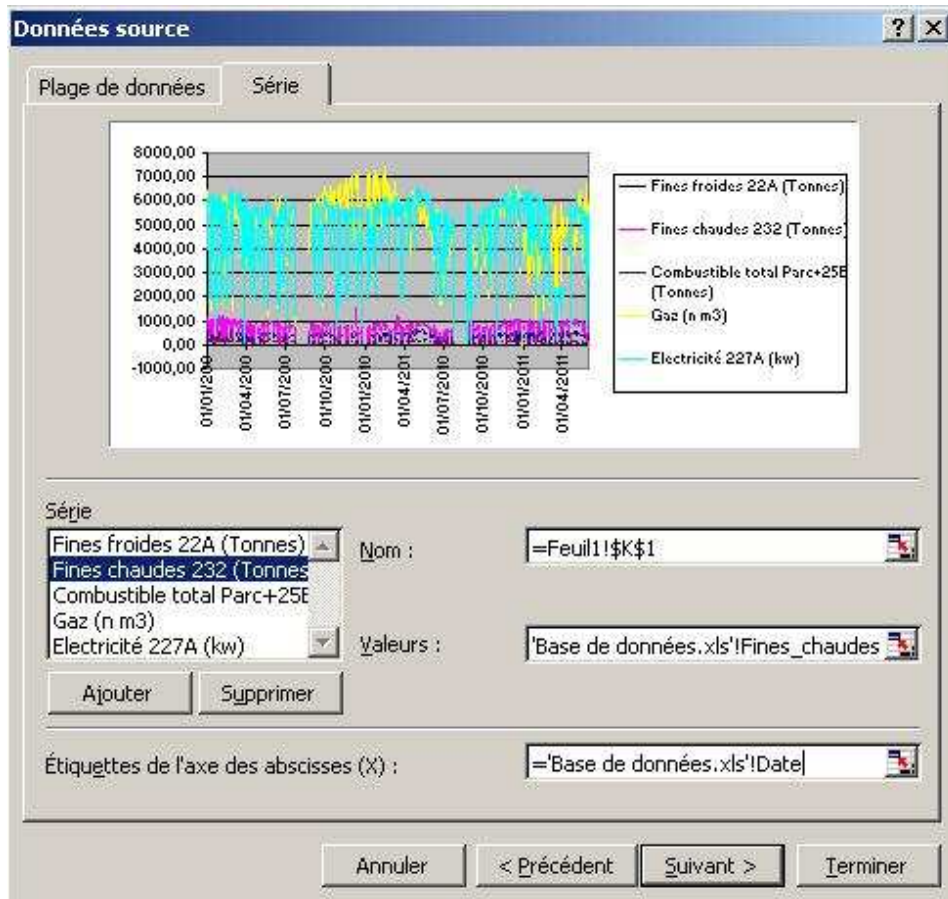 Données source
? X
Plage de données
Série
8000,00
7000,00
6000,00
5000,00
4000,00
3000,00
2000,00
1000,00
0,00
-1000,00
01/01/200
01/04/200
01/07/200
01/10/200
01/01/2010
01/04/201
01/07/2010
01/10/2010
01/01/2011
01/04/2011
Fines froides 22A (Tonnes)
Fines chaudes 232 (Tonnes)
Combustible total Parc+25E
(Tonnes)
Gaz (n m3)
Electricité 227A (kw)
Série
Fines froides 22A (Tonnes)
Fines chaudes 232 (Tonnes
Combustible total Parc+25E
Gaz (n m3)
Electricité 227A (kw)
Nom :
=Feuil1!$K$1
Valeurs :
'Base de données.xls'!Fines_chaudes
Ajouter
Supprimer
Étiquettes de l'axe des abscisses (X) :
='Base de données.xls'!Date
Annuler
< Précédent
Suivant >
Terminer